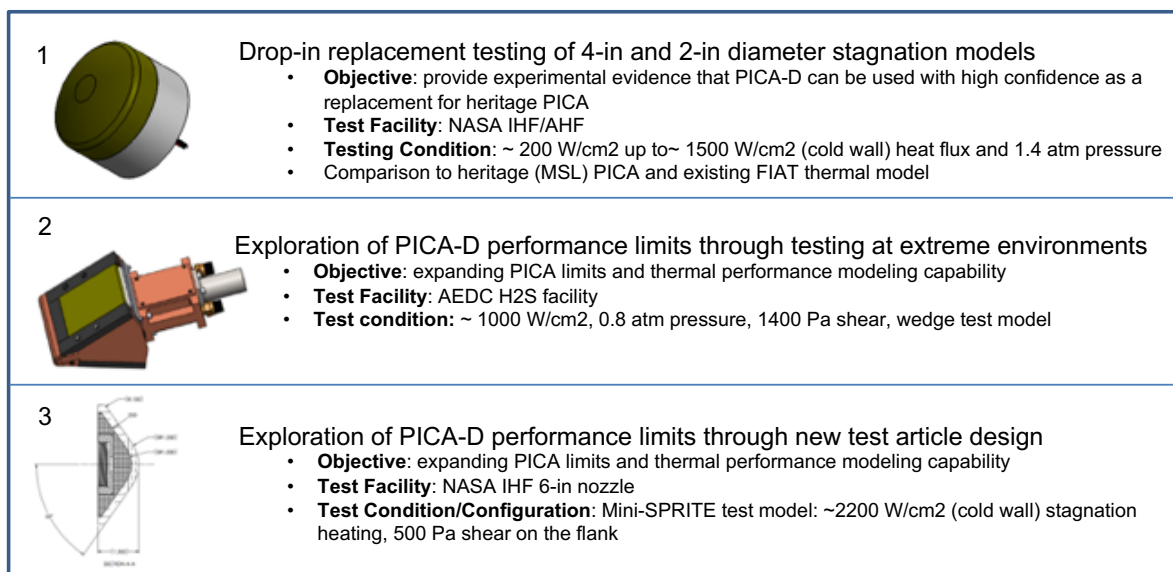 1
Drop-in replacement testing of 4-in and 2-in diameter stagnation models
• Objective: provide experimental evidence that PICA-D can be used with high confidence as a
replacement for heritage PICA
• Test Facility: NASA IHF/AHF
• Testing Condition: ~ 200 W/cm2 up to~ 1500 W/cm2 (cold wall) heat flux and 1.4 atm pressure
• Comparison to heritage (MSL) PICA and existing FIAT thermal model
2
Exploration of PICA-D performance limits through testing at extreme environments
• Objective: expanding PICA limits and thermal performance modeling capability
• Test Facility: AEDC H2S facility
• Test condition: ~ 1000 W/cm2, 0.8 atm pressure, 1400 Pa shear, wedge test model
3
Exploration of PICA-D performance limits through new test article design
• Objective: expanding PICA limits and thermal performance modeling capability
• Test Facility: NASA IHF 6-in nozzle
• Test Condition/Configuration: Mini-SPRITE test model: ~2200 W/cm2 (cold wall) stagnation
heating, 500 Pa shear on the flank